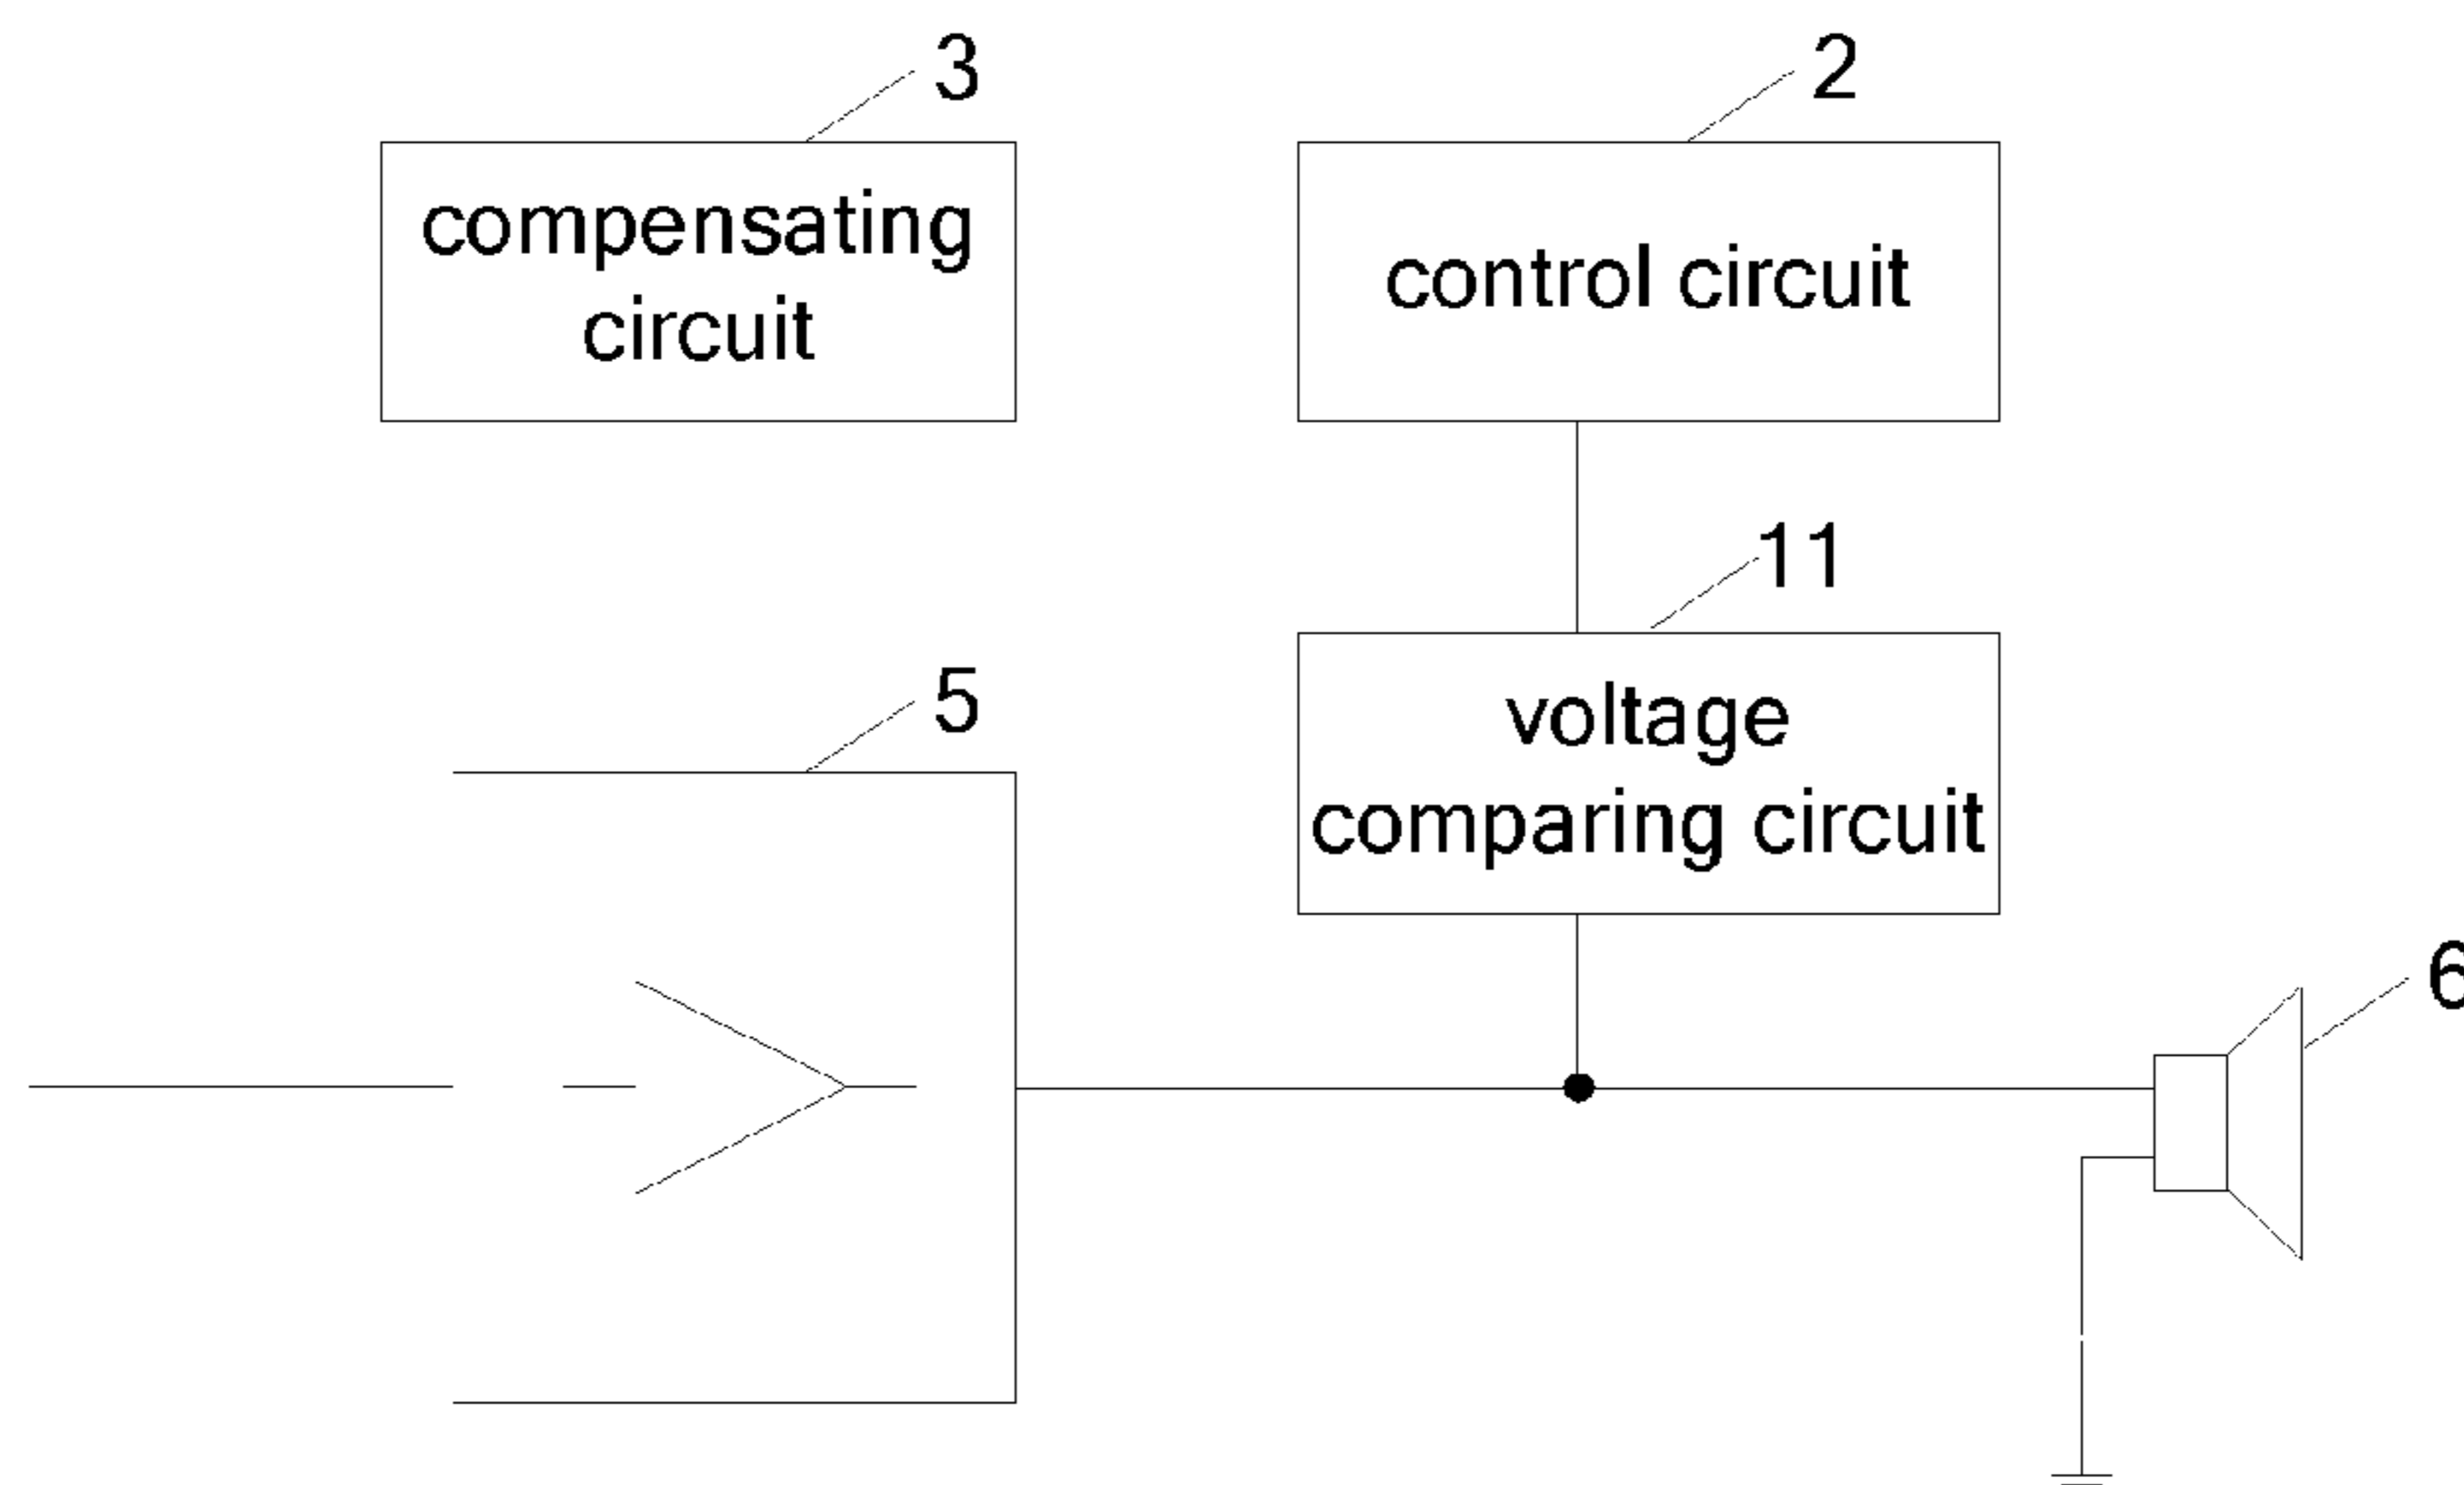 3
2
compensating
circuit
control circuit
11
5
voltage
comparing circuit
6